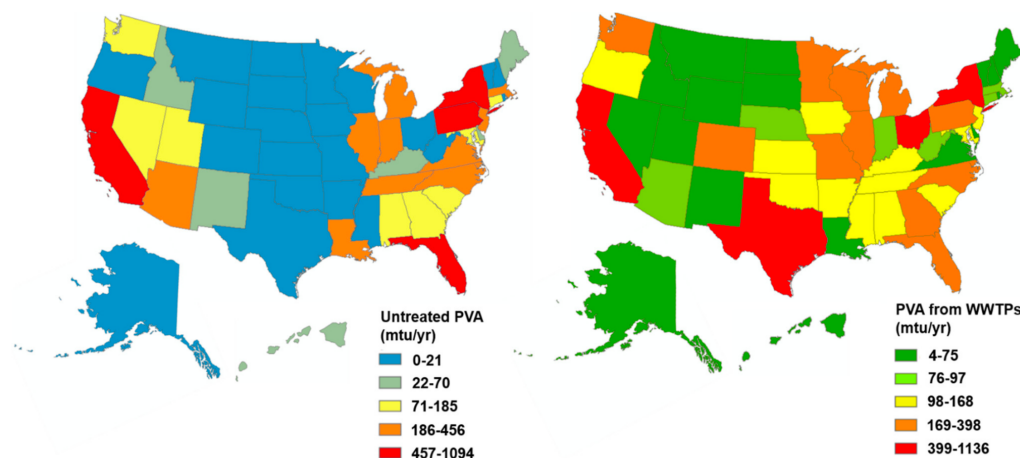 Untreated PVA
(mtu/yr)
0-21
22-70
71-185
186-456
457-1094
PVA from WWTPs
(mtu/yr)
4-75
76-97
98-168
169-398
399-1136